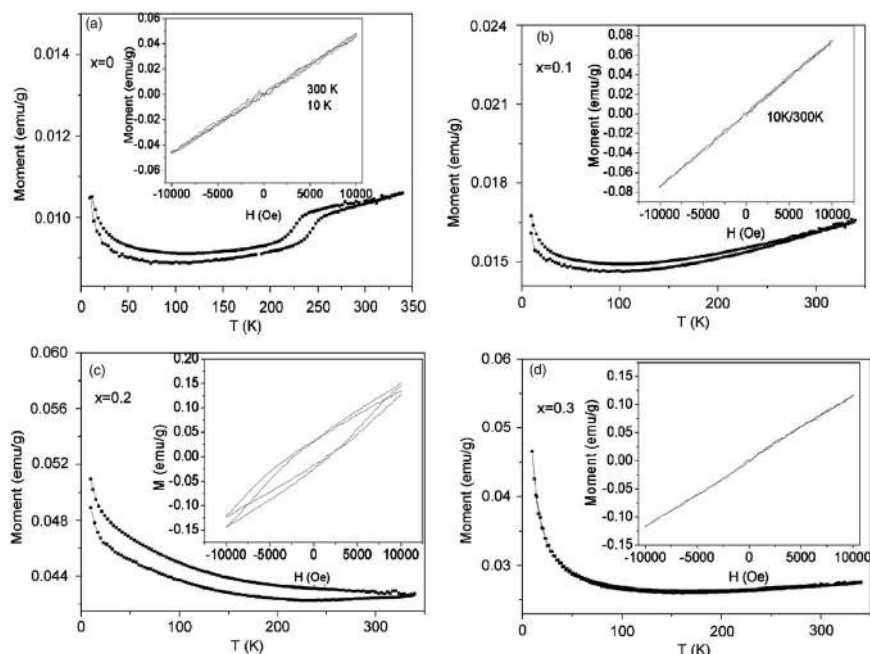 (a)
x=0
Moment (emu/g)
0.014
0.012
0.010
0 50 100 150 200 250 300 350
T (K)
Moment (emu/g)
0.06
0.04
0.02
0.00
-0.02
-0.04
-0.06
300 K
10 K
-10000 -5000 0 5000 10000
H (Oe)
(b)
x=0.1
Moment (emu/g)
0.024
0.021
0.018
0.015
0 100 200 300
T (K)
Moment (emu/g)
0.08
0.06
0.04
0.02
0.00
-0.02
-0.04
-0.06
-0.08
10K/300K
-10000 -5000 0 5000 10000
H (Oe)
(c)
x=0.2
Moment (emu/g)
0.060
0.056
0.052
0.048
0.044
0 100 200 300
T (K)
M (emu/g)
0.20
0.15
0.10
0.05
0.00
-0.05
-0.10
-0.15
-10000 -5000 0 5000 10000
H (Oe)
(d)
x=0.3
Moment (emu/g)
0.06
0.05
0.04
0.03
0 100 200 300
T (K)
Moment (emu/g)
0.15
0.10
0.05
0.00
-0.05
-0.10
-0.15
-10000 -5000 0 5000 10000
H (Oe)